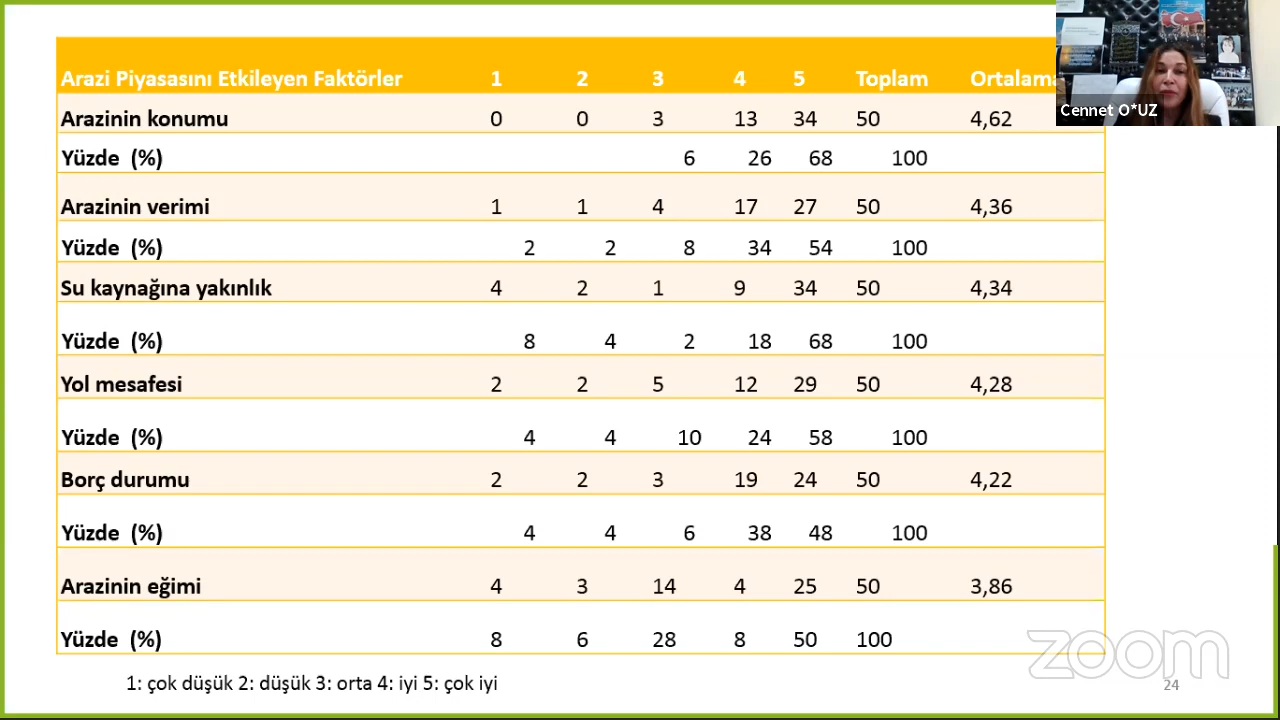 Arazi Piyasasını Etkileyen Faktörler 1 2 3 4 5 Toplam Ortalama
Arazinin konumu 0 0 3 13 34 50 4,62
Yüzde (%) 6 26 68 100
Arazinin verimi 1 1 4 17 27 50 4,36
Yüzde (%) 2 2 8 34 54 100
Su kaynağına yakınlık 4 2 1 9 34 50 4,34
Yüzde (%) 8 4 2 18 68 100
Yol mesafesi 2 2 5 12 29 50 4,28
Yüzde (%) 4 4 10 24 58 100
Borç durumu 2 2 3 19 24 50 4,22
Yüzde (%) 4 4 6 38 48 100
Arazinin eğimi 4 3 14 4 25 50 3,86
Yüzde (%) 8 6 28 8 50 100
1: çok düşük 2: düşük 3: orta 4: iyi 5: çok iyi
Cennet O*UZ
zoom
24